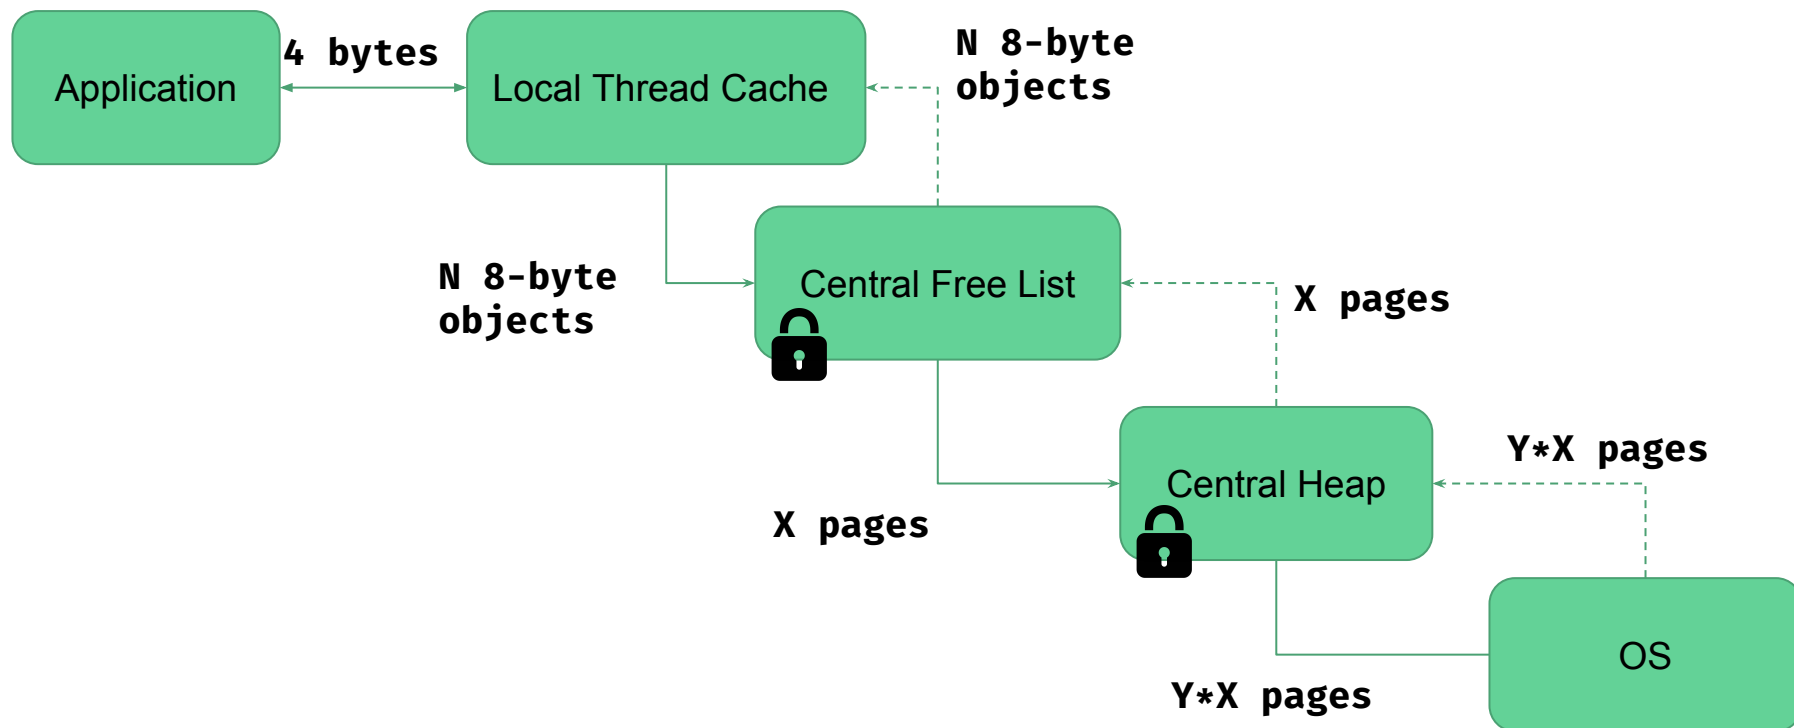 Application
4 bytes
Local Thread Cache
N 8-byte
objects
N 8-byte
objects
Central Free List
X pages
X pages
Central Heap
Y*X pages
Y*X pages
OS